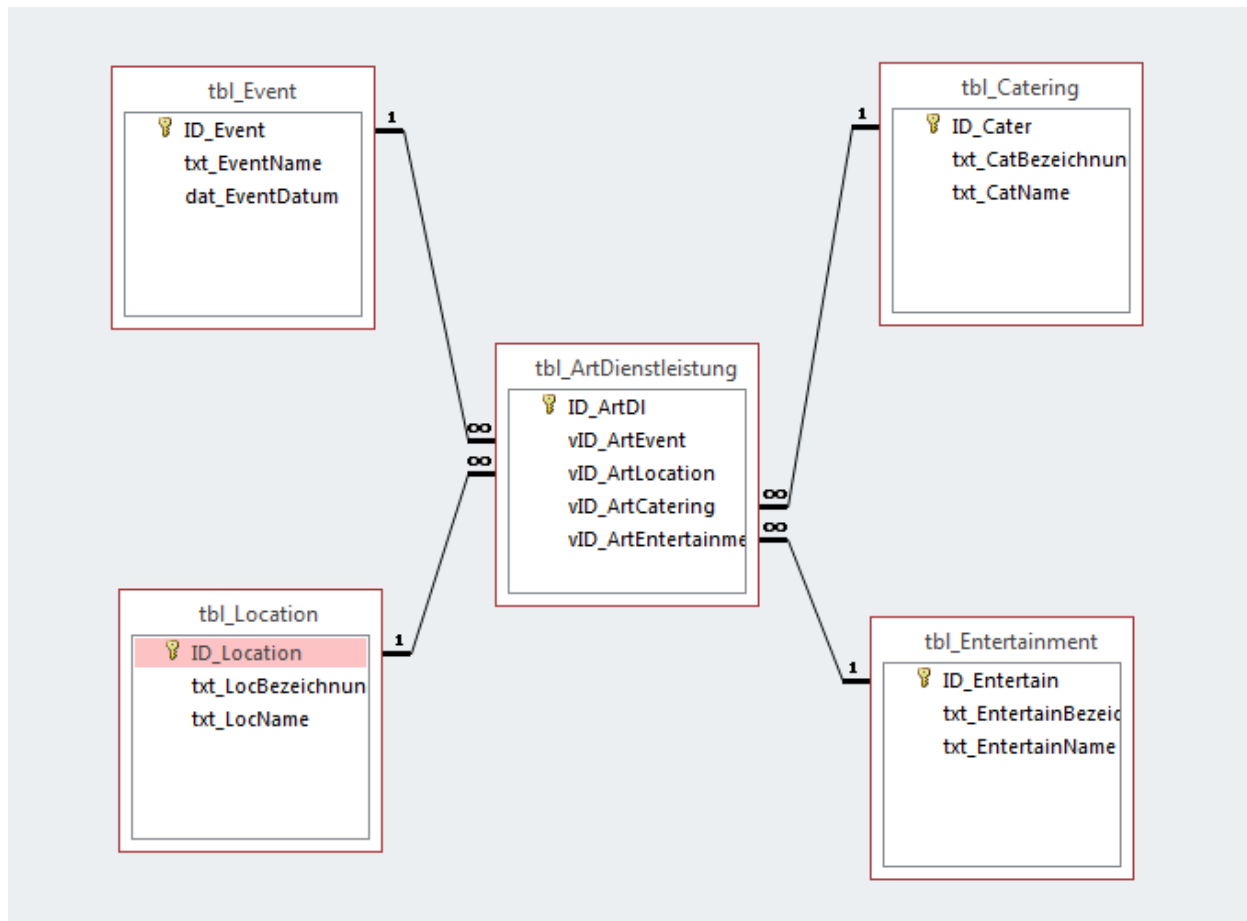 tbl_Event
ID_Event
txt_EventName
dat_EventDatum
1
tbl_Catering
ID_Cater
txt_CatBezeichnun
txt_CatName
1
tbl_ArtDienstleistung
ID_ArtDl
vID_ArtEvent
vID_ArtLocation
vID_ArtCatering
vID_ArtEntertainme
∞
∞
∞
∞
tbl_Location
ID_Location
txt_LocBezeichnun
txt_LocName
1
tbl_Entertainment
ID_Entertain
txt_EntertainBezeic
txt_EntertainName
1